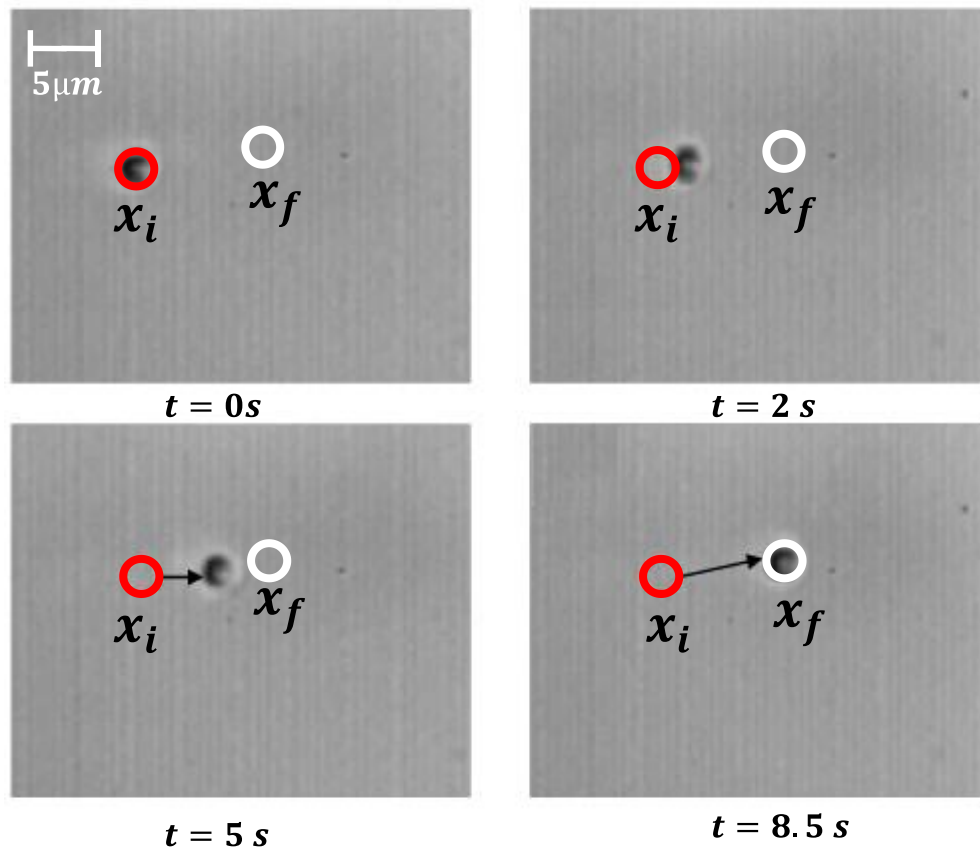 5μm
x_f
x_i
t = 0s
x_f
x_i
t = 2 s
x_f
x_i
t = 5 s
x_f
x_i
t = 8.5 s